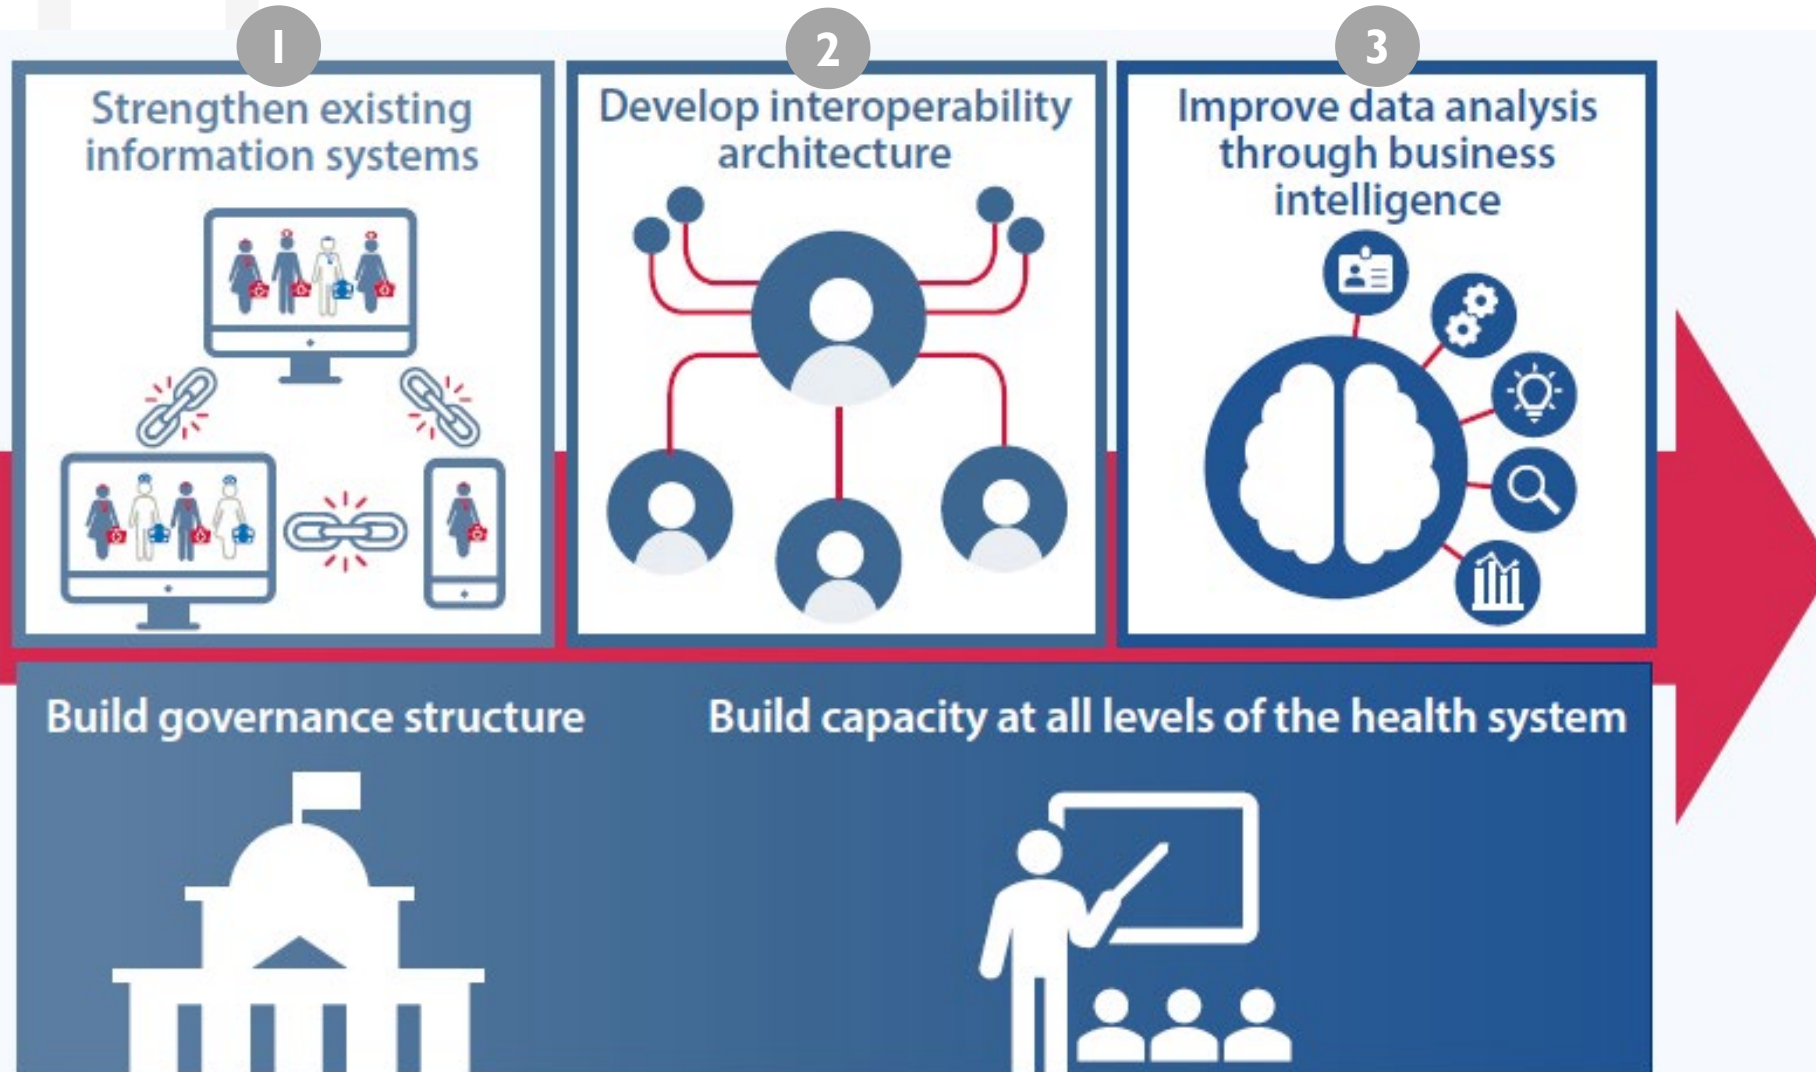 1
Strengthen existing
information systems
2
Develop interoperability
architecture
3
Improve data analysis
through business
intelligence
Build governance structure
Build capacity at all levels of the health system